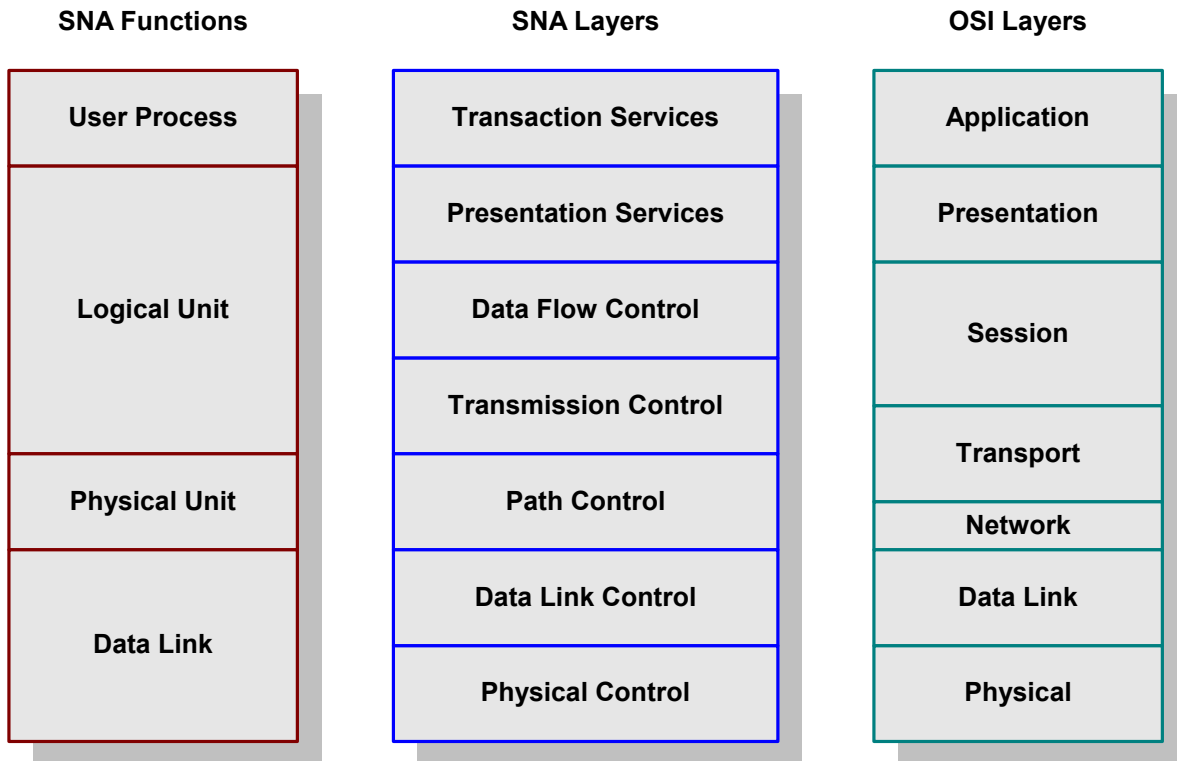 SNA Functions
SNA Layers
OSI Layers
User Process
Logical Unit
Physical Unit
Data Link
Transaction Services
Presentation Services
Data Flow Control
Transmission Control
Path Control
Data Link Control
Physical Control
Application
Presentation
Session
Transport
Network
Data Link
Physical